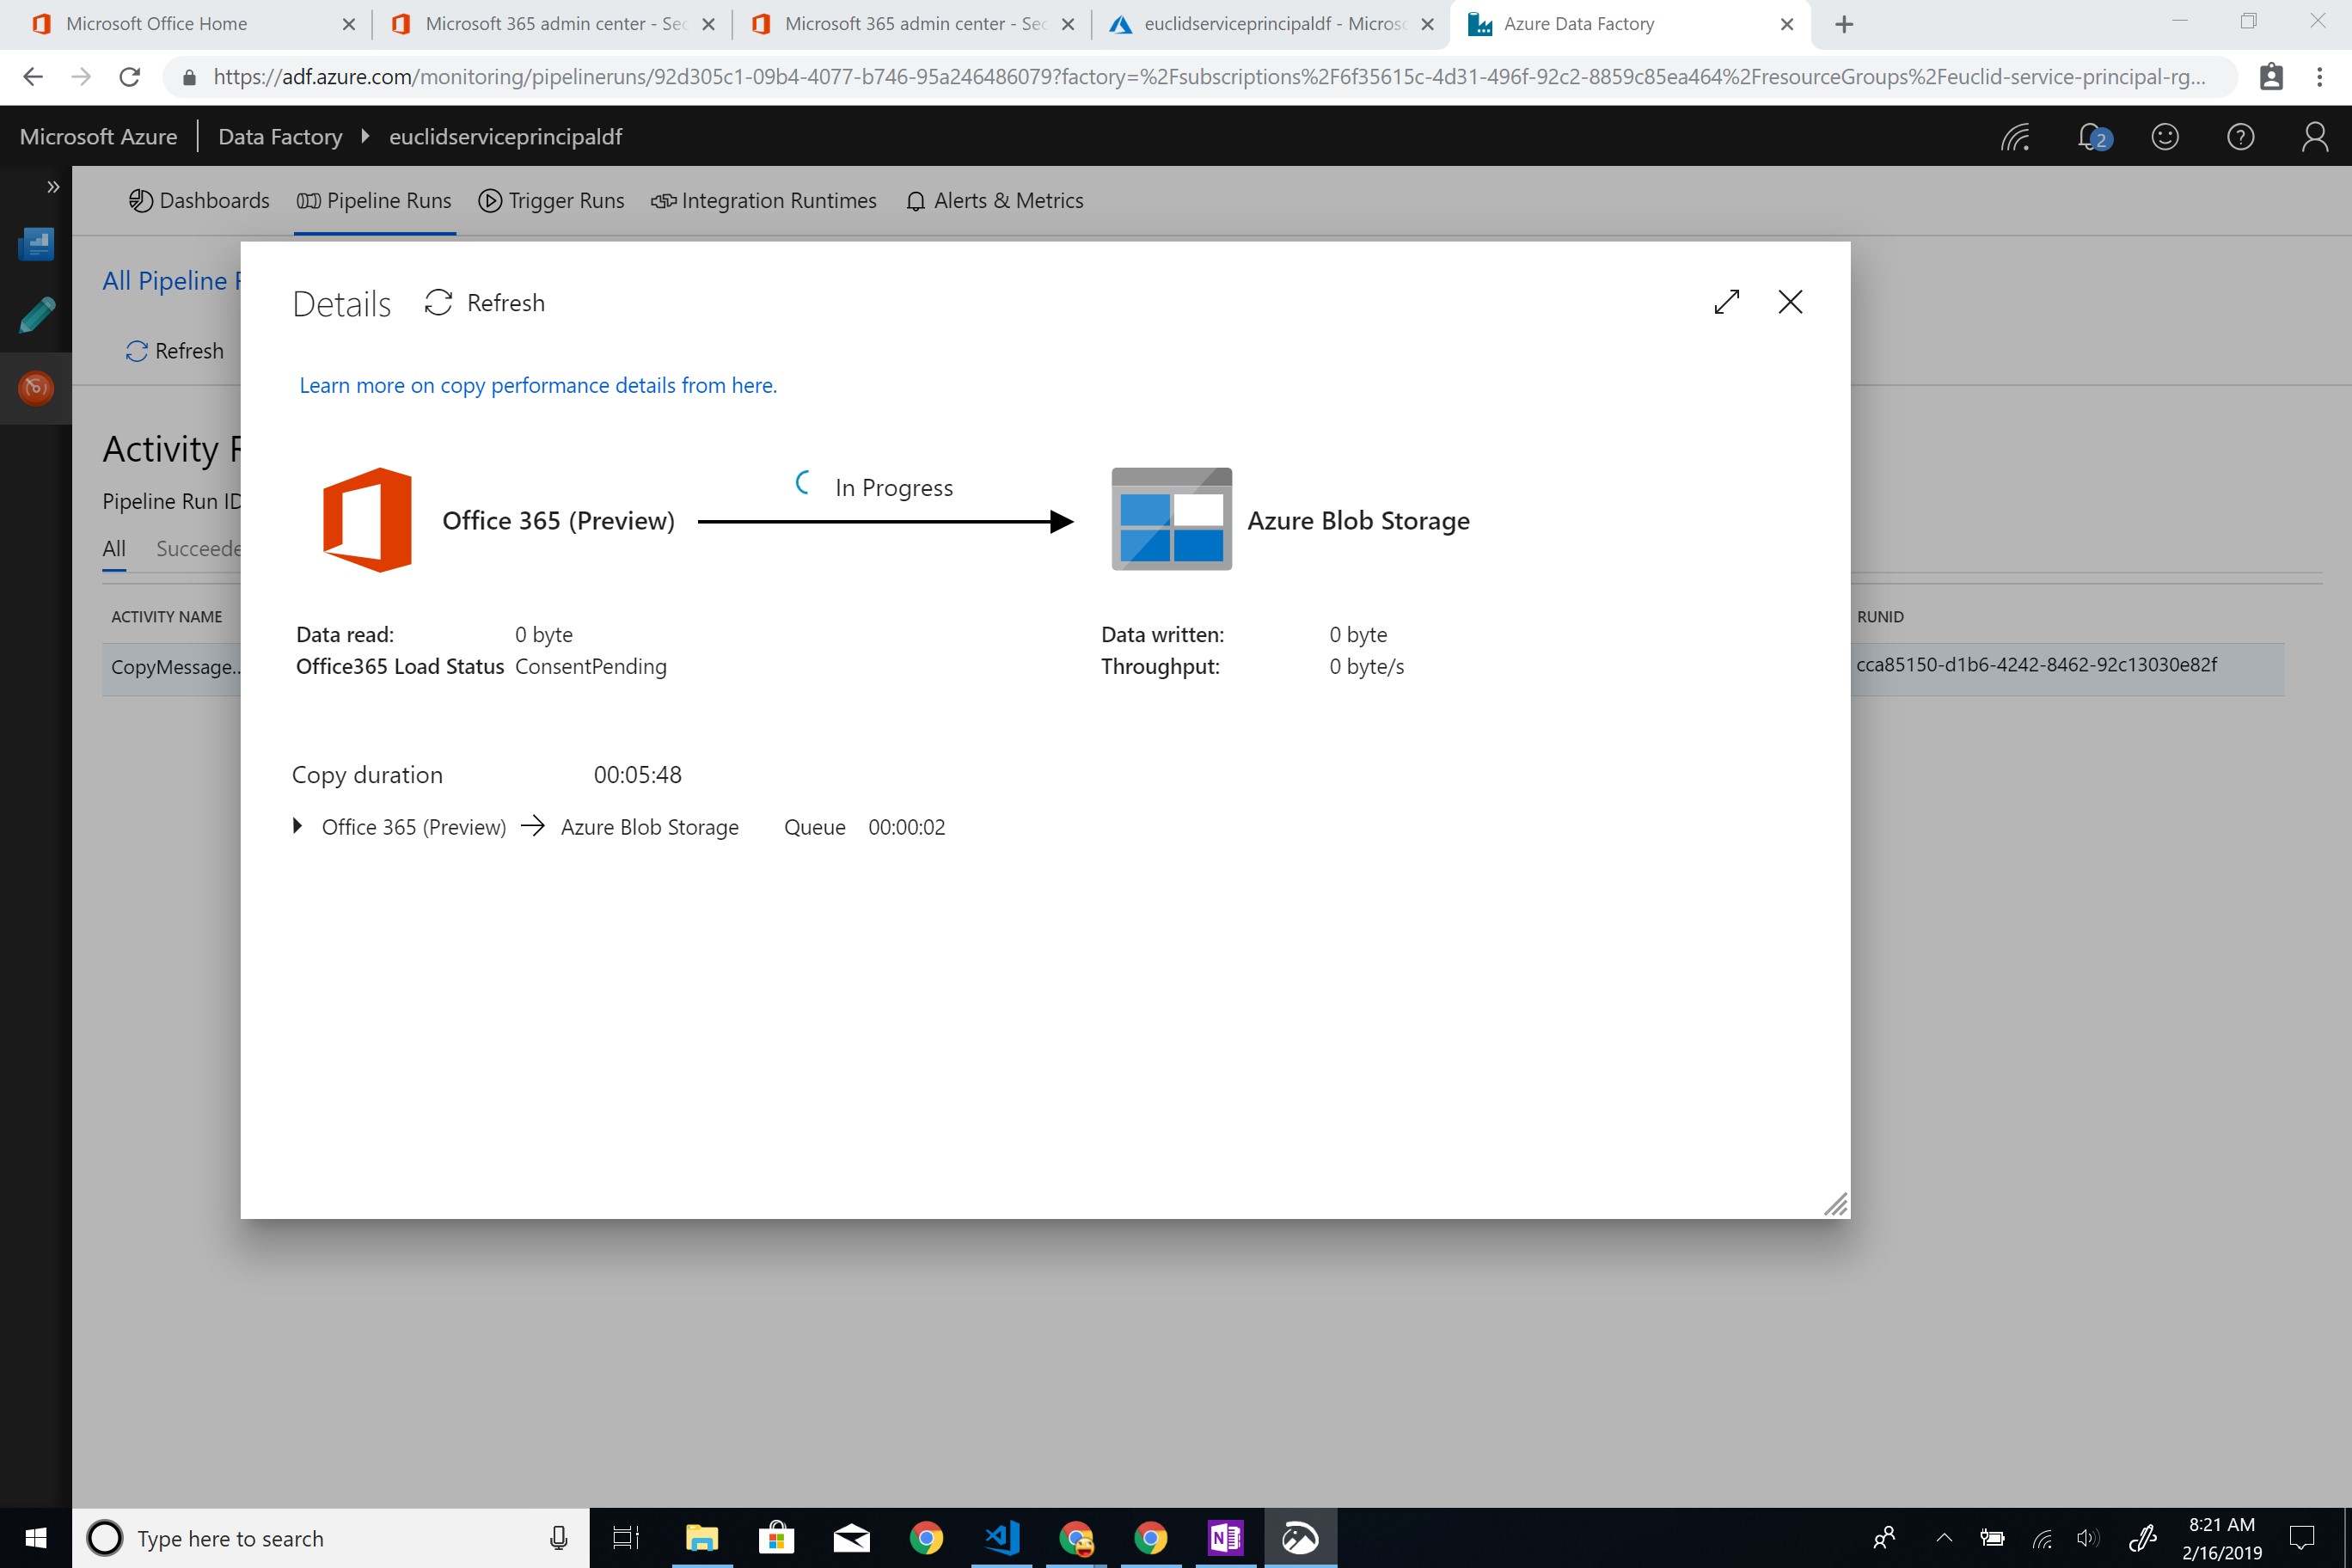 Microsoft Office Home
Microsoft 365 admin center - Sec
Microsoft 365 admin center - Sec
euclidserviceprincipaldf - Microso
Azure Data Factory
https://adf.azure.com/monitoring/pipelineruns/92d305c1-09b4-4077-b746-95a246486079?factory=%2Fsubscriptions%2F6f35615c-4d31-496f-92c2-8859c85ea464%2FresourceGroups%2Feuclid-service-principal-rg...
Microsoft Azure
Data Factory
euclidserviceprincipaldf
2
Dashboards
Pipeline Runs
Trigger Runs
Integration Runtimes
Alerts & Metrics
All Pipeline R
Refresh
Activity R
Pipeline Run ID
All
Succeede
ACTIVITY NAME
CopyMessage...
RUNID
cca85150-d1b6-4242-8462-92c13030e82f
Details
Refresh
Learn more on copy performance details from here.
In Progress
Office 365 (Preview)
Azure Blob Storage
Data read: 0 byte
Office365 Load Status ConsentPending
Data written: 0 byte
Throughput: 0 byte/s
Copy duration 00:05:48
Office 365 (Preview) → Azure Blob Storage Queue 00:00:02
Type here to search
8:21 AM
2/16/2019